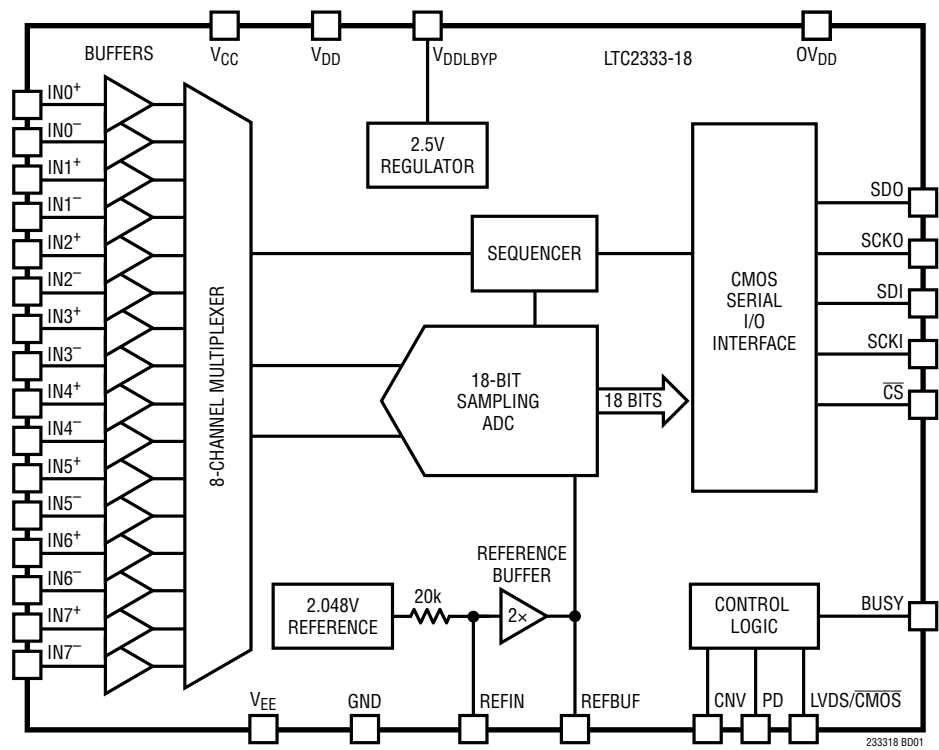 BUFFERS
VCC
VDD
VDDLBYP
LTC2333-18
OVDD
IN0+
IN0–
IN1+
IN1–
IN2+
IN2–
IN3+
IN3–
IN4+
IN4–
IN5+
IN5–
IN6+
IN6–
IN7+
IN7–
8-CHANNEL MULTIPLEXER
2.5V
REGULATOR
SEQUENCER
18-BIT
SAMPLING
ADC
18 BITS
CMOS
SERIAL
I/O
INTERFACE
SDO
SCKO
SDI
SCKI
CS
REFERENCE
BUFFER
2.048V
REFERENCE
20k
2×
CONTROL
LOGIC
BUSY
VEE
GND
REFIN
REFBUF
CNV
PD
LVDS/CMOS
233318 BD01